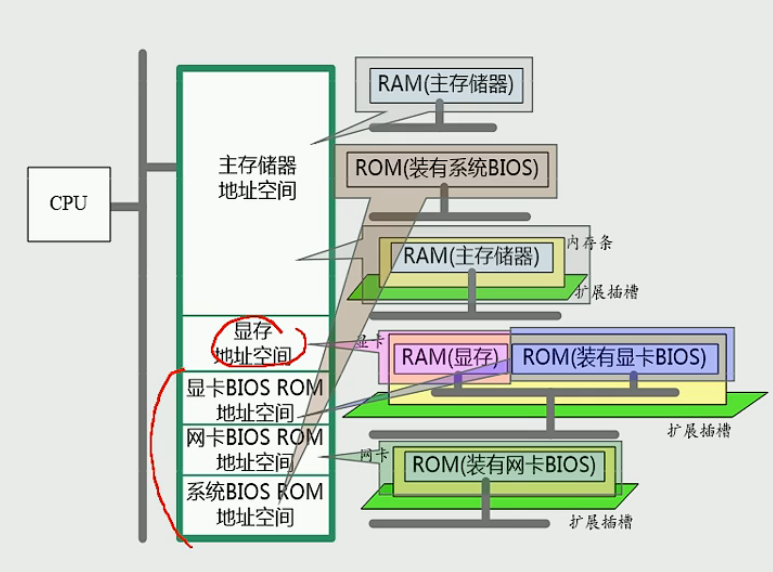 CPU
主存储器
地址空间
显存
地址空间
显卡BIOS ROM
地址空间
网卡BIOS ROM
地址空间
系统BIOS ROM
地址空间
RAM(主存储器)
ROM(装有系统BIOS)
内存条
RAM(主存储器)
扩展插槽
显卡
RAM(显存)
ROM(装有显卡BIOS)
扩展插槽
网卡
ROM(装有网卡BIOS)
扩展插槽